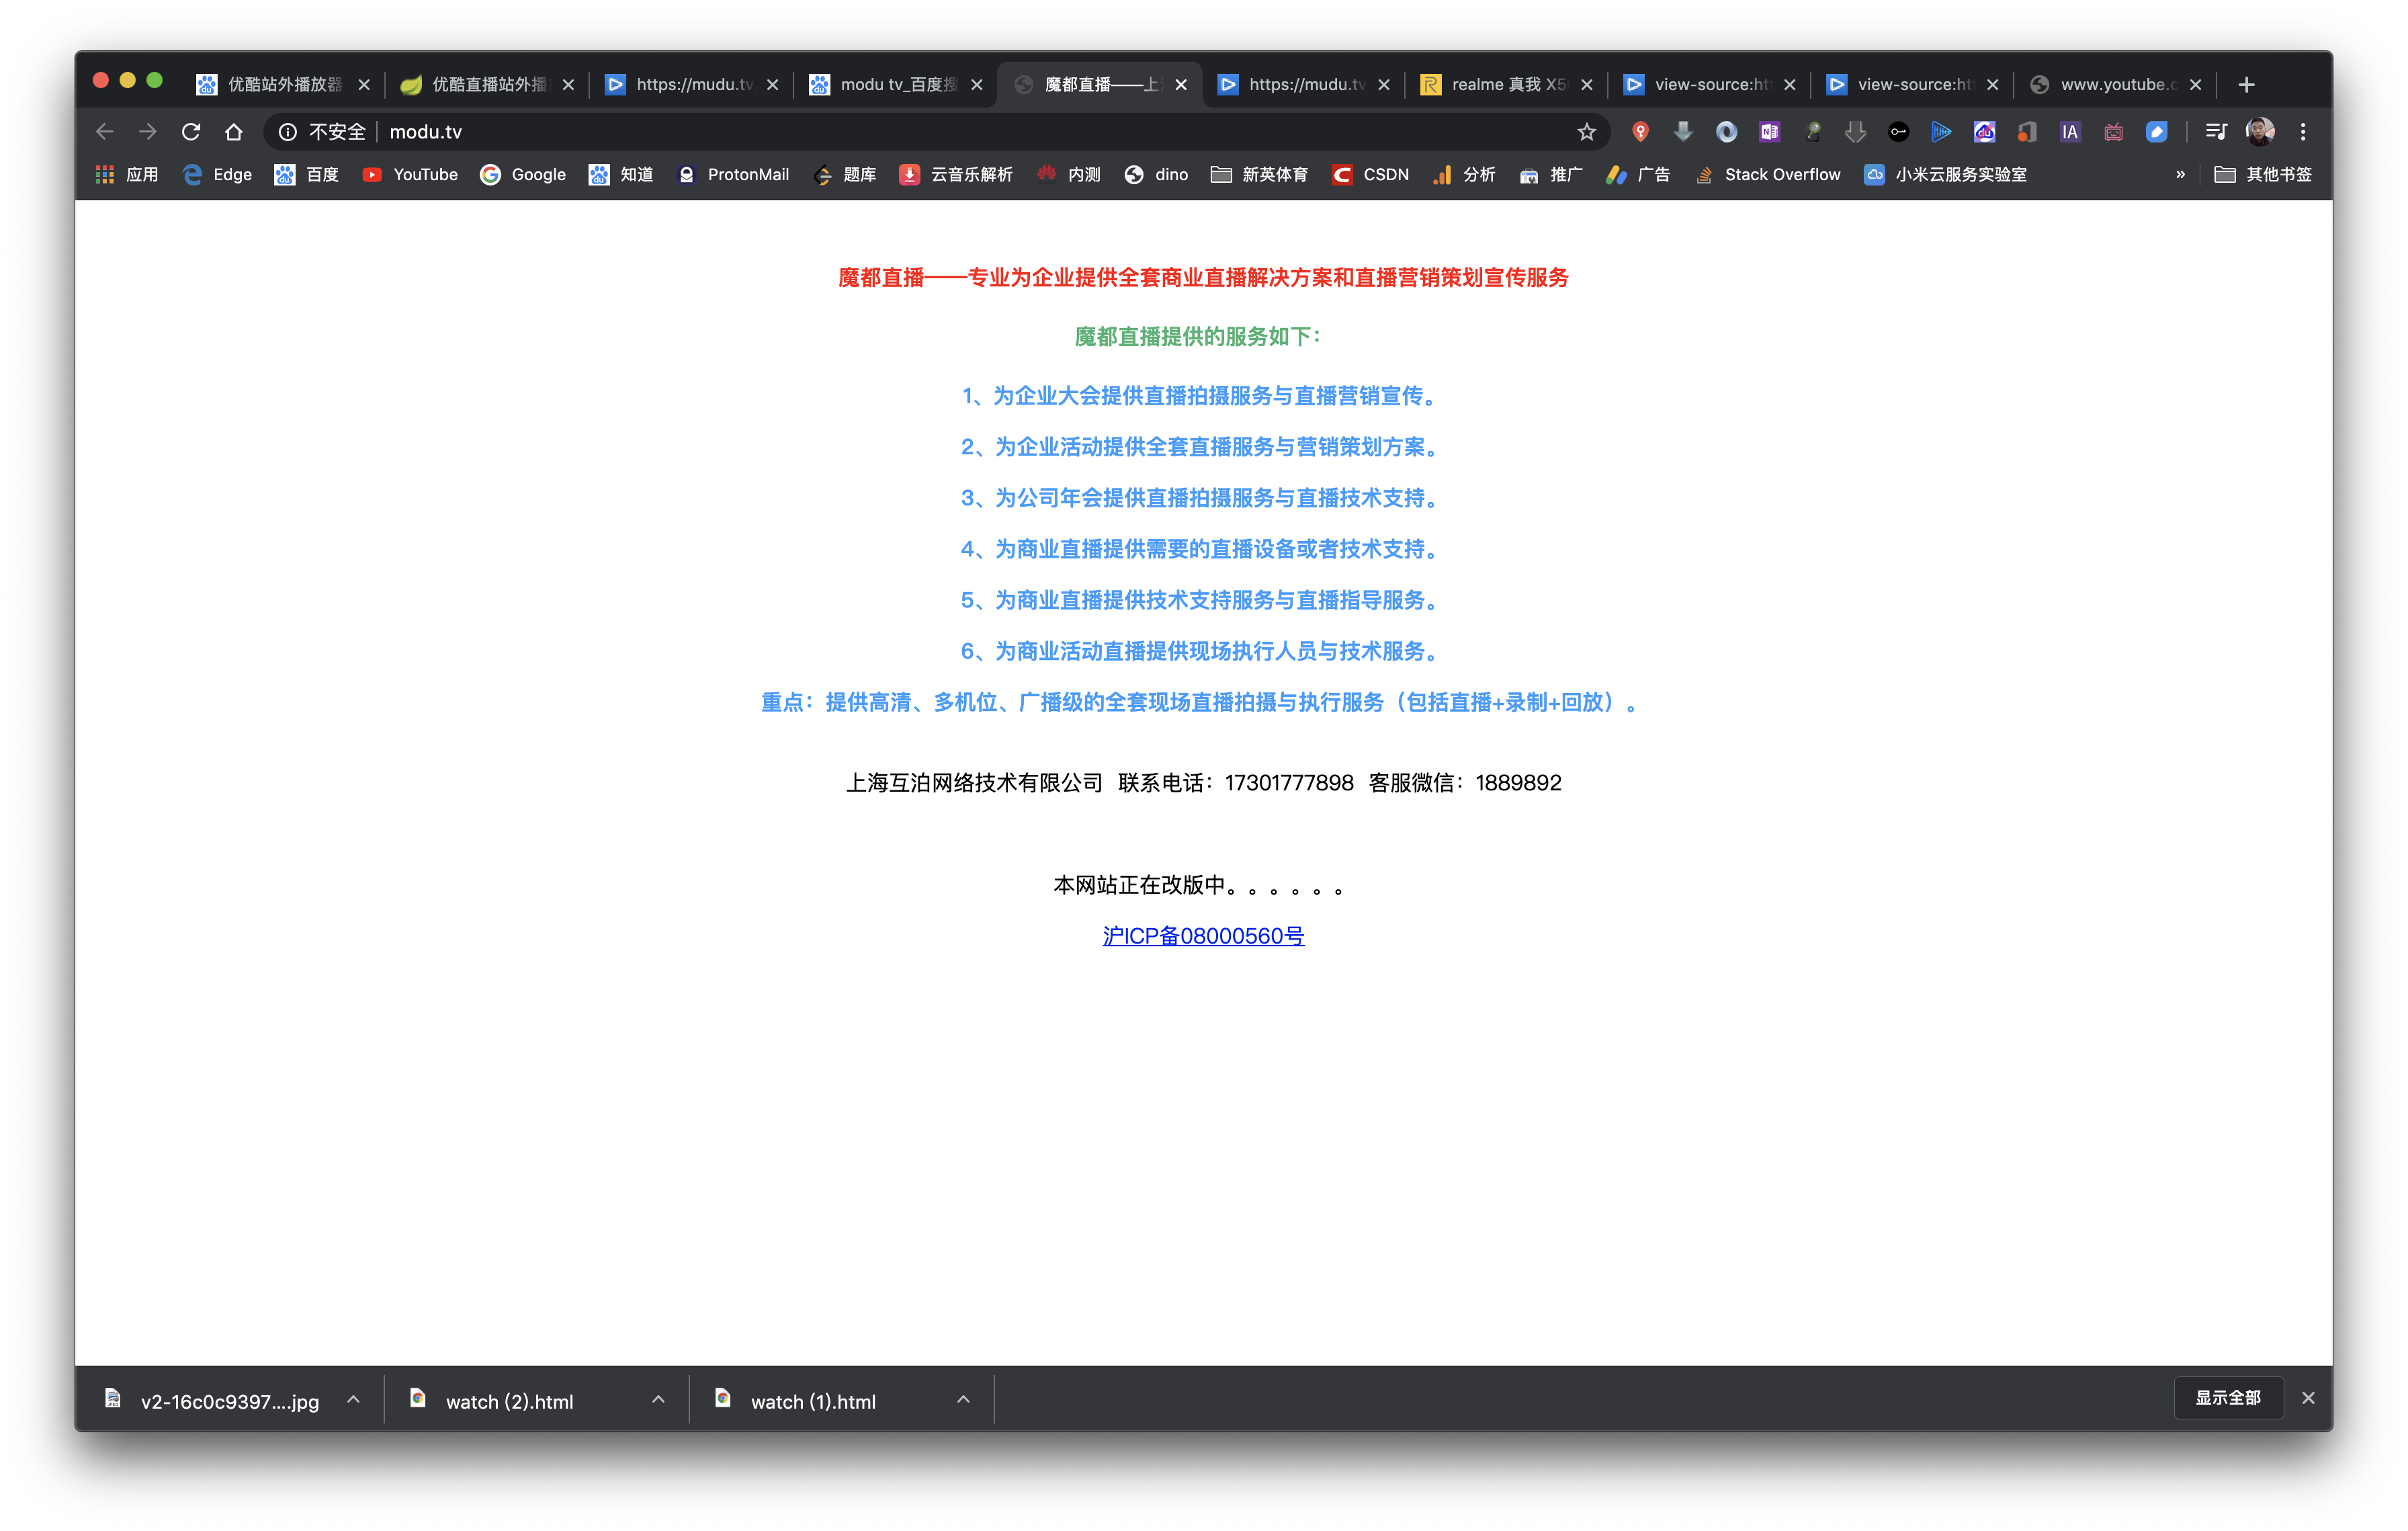 优酷站外播放器
优酷直播站外播
https://mudu.tv
modu tv_百度搜
魔都直播——上
https://mudu.tv
realme 真我 X5
view-source:ht
view-source:ht
www.youtube.c
不安全
modu.tv
应用
Edge
百度
YouTube
Google
知道
ProtonMail
题库
云音乐解析
内测
dino
新英体育
CSDN
分析
推广
广告
Stack Overflow
小米云服务实验室
»
其他书签
魔都直播——专业为企业提供全套商业直播解决方案和直播营销策划宣传服务
魔都直播提供的服务如下：
1、为企业大会提供直播拍摄服务与直播营销宣传。
2、为企业活动提供全套直播服务与营销策划方案。
3、为公司年会提供直播拍摄服务与直播技术支持。
4、为商业直播提供需要的直播设备或者技术支持。
5、为商业直播提供技术支持服务与直播指导服务。
6、为商业活动直播提供现场执行人员与技术服务。
重点：提供高清、多机位、广播级的全套现场直播拍摄与执行服务（包括直播+录制+回放）。
上海互泊网络技术有限公司 联系电话：17301777898 客服微信：1889892
本网站正在改版中。。。。。。
沪ICP备08000560号
v2-16c0c9397....jpg
watch (2).html
watch (1).html
显示全部